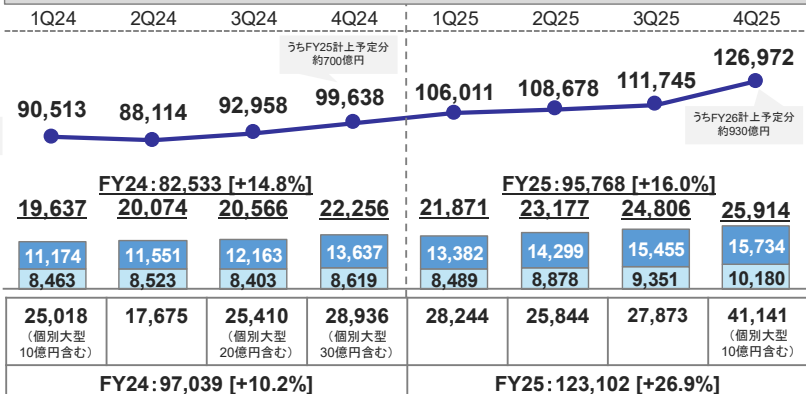 1Q24 2Q24 3Q24 4Q24 1Q25 2Q25 3Q25 4Q25
うちFY25計上予定分
約700億円
90,513 88,114 92,958 99,638 106,011 108,678 111,745 126,972
うちFY26計上予定分
約930億円
FY24:82,533 [+14.8%] FY25:95,768 [+16.0%]
19,637 20,074 20,566 22,256 21,871 23,177 24,806 25,914
11,174 11,551 12,163 13,637 13,382 14,299 15,455 15,734
8,463 8,523 8,403 8,619 8,489 8,878 9,351 10,180
25,018 17,675 25,410 28,936 28,244 25,844 27,873 41,141
(個別大型 (個別大型 (個別大型 (個別大型
10億円含む) 20億円含む) 30億円含む) 10億円含む)
FY24:97,039 [+10.2%] FY25:123,102 [+26.9%]